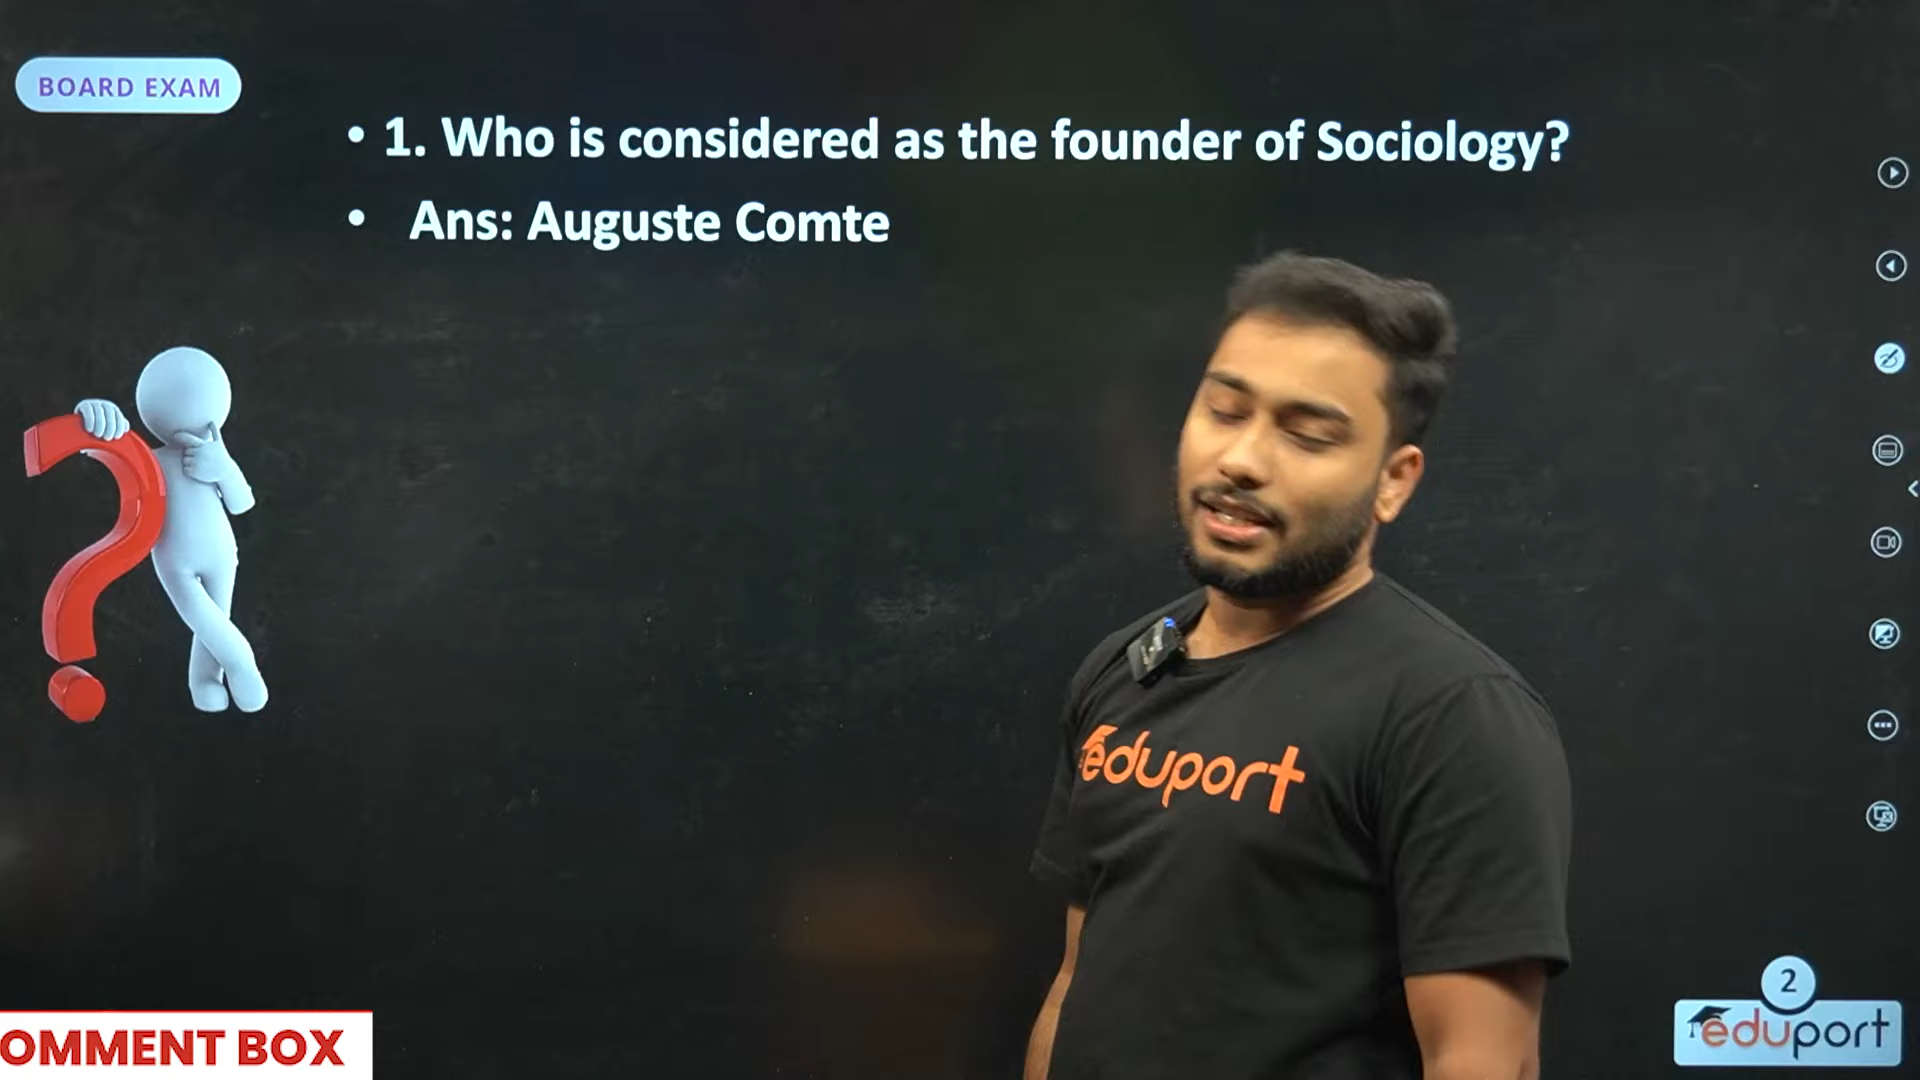 BOARD EXAM
• 1. Who is considered as the founder of Sociology?
• Ans: Auguste Comte
eduport
2
eduport
OMMENT BOX